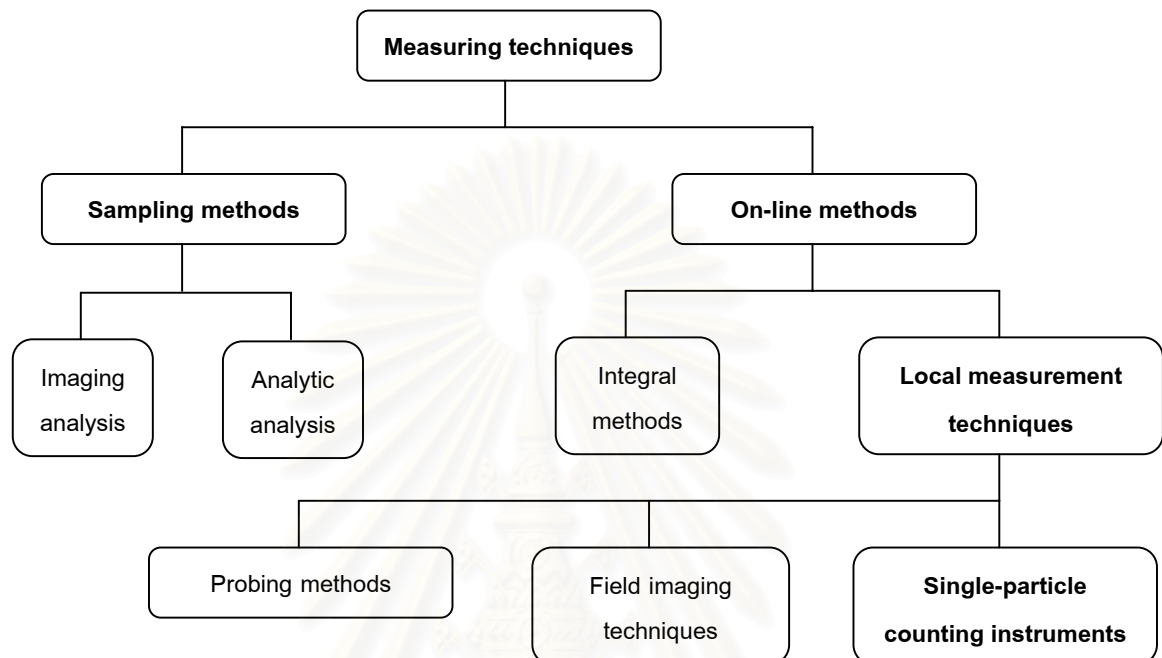 Measuring techniques
Sampling methods
On-line methods
Imaging
analysis
Analytic
analysis
Integral
methods
Local measurement
techniques
Probing methods
Field imaging
techniques
Single-particle
counting instruments